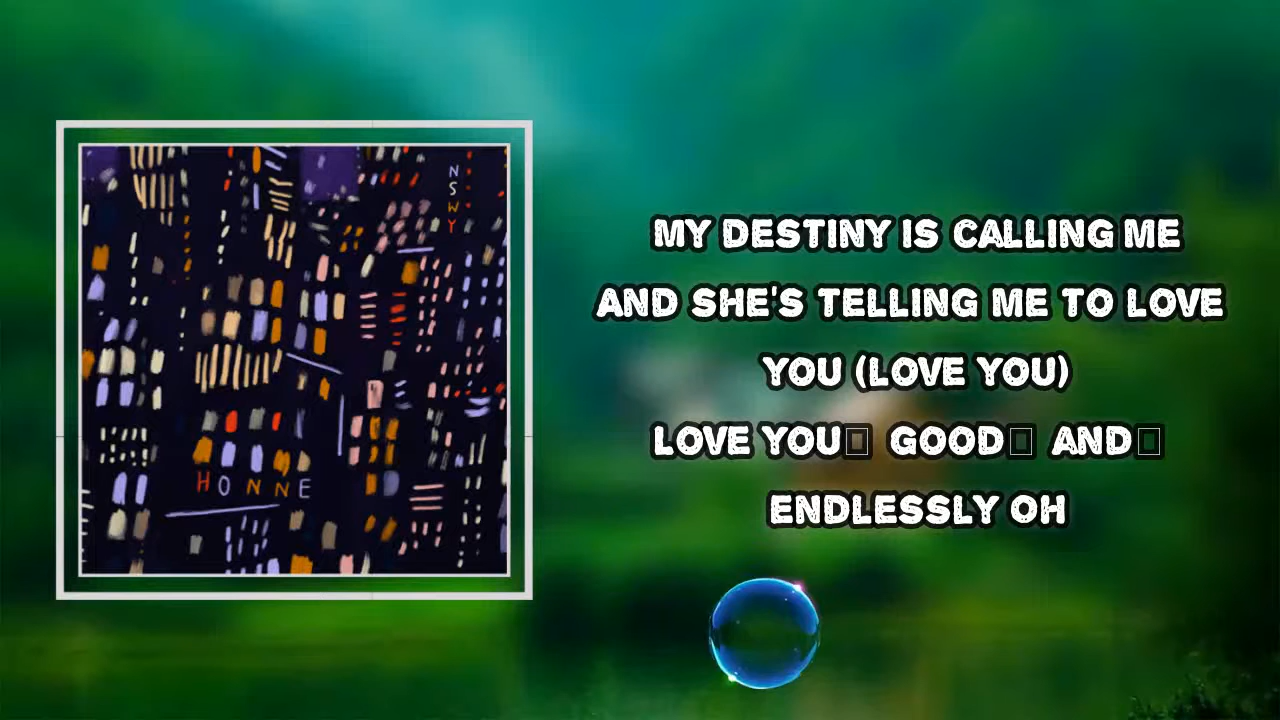 N
S
W
Y
HONNE
MY DESTINY IS CALLING ME
AND SHE'S TELLING ME TO LOVE
YOU (LOVE YOU)
LOVE YOU□ GOOD□ AND□
ENDLESSLY OH